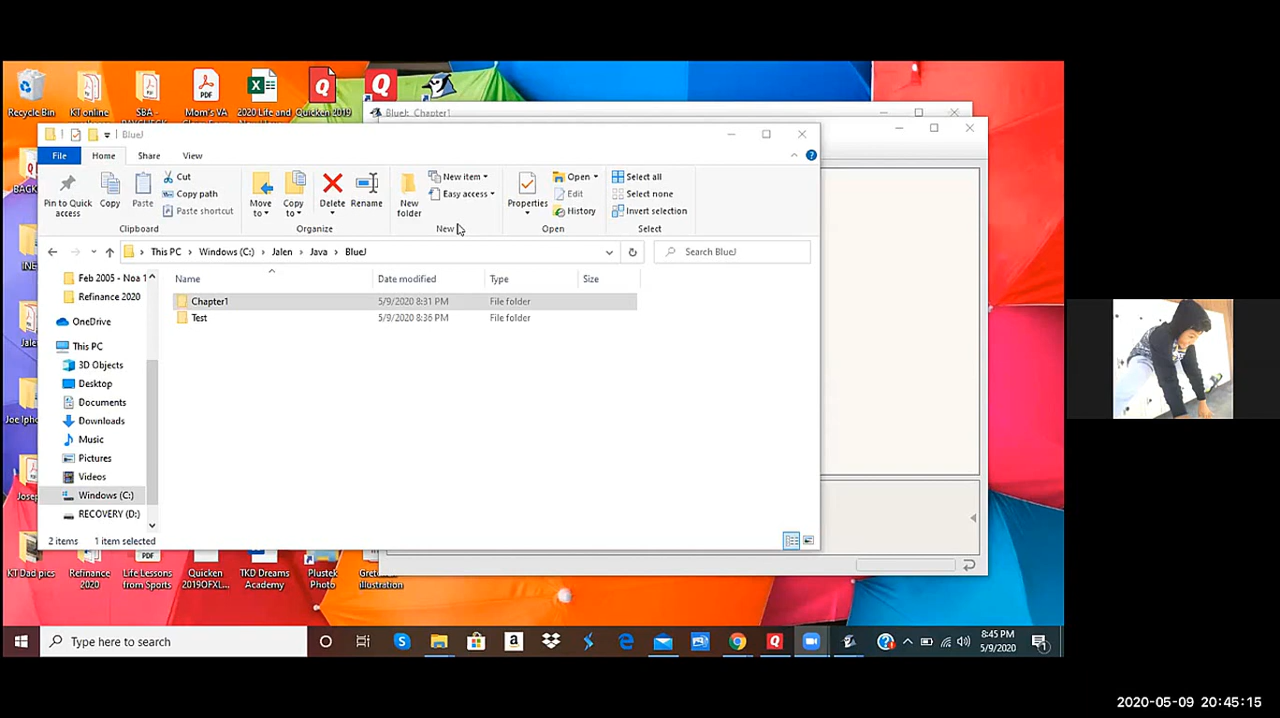 Recycle Bin
KT online
SBA -
Mom's VA
2020 Life and
Quicken 2019
BlueJ: Chapter1
BlueJ
File
Home
Share
View
Pin to Quick access
Copy
Paste
Cut
Copy path
Paste shortcut
Move to
Copy to
Delete
Rename
New folder
New item
Easy access
Properties
Open
Edit
History
Select all
Select none
Invert selection
Clipboard
Organize
New
Open
Select
This PC > Windows (C:) > Jalen > Java > BlueJ
Search BlueJ
Name
Date modified
Type
Size
Chapter1
5/9/2020 8:31 PM
File folder
Test
5/9/2020 8:36 PM
File folder
Feb 2005 - Noa 1
Refinance 2020
OneDrive
This PC
3D Objects
Desktop
Documents
Downloads
Music
Pictures
Videos
Windows (C:)
RECOVERY (D:)
2 items
1 item selected
KT Dad pics
Refinance 2020
Life Lessons from Sports
Quicken 2019OFXL...
TKD Dreams Academy
Plustek Photo
Type here to search
8:45 PM
5/9/2020
2020-05-09 20:45:15